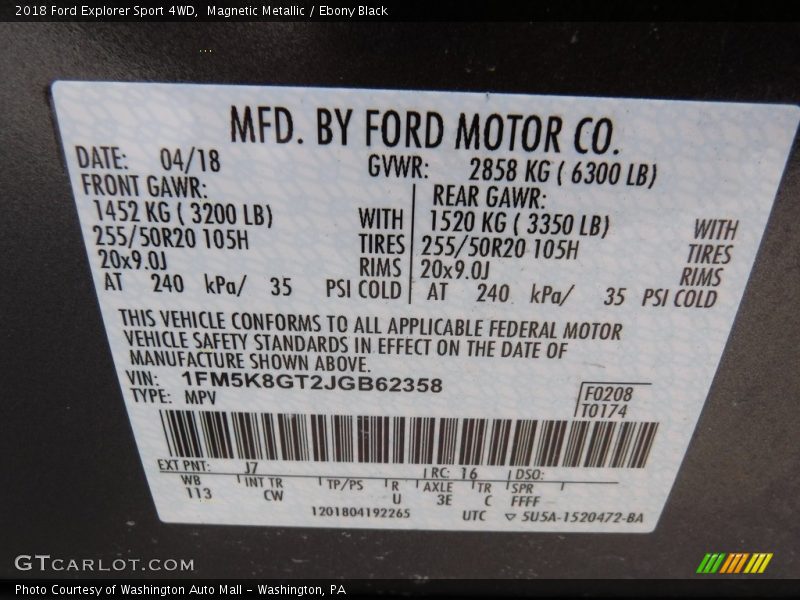 2018 Ford Explorer Sport 4WD,  Magnetic Metallic / Ebony Black
MFD. BY FORD MOTOR CO.
DATE: 04/18 GVWR: 2858 KG ( 6300 LB)
FRONT GAWR: REAR GAWR:
1452 KG ( 3200 LB) WITH 1520 KG ( 3350 LB) WITH
255/50R20 105H TIRES 255/50R20 105H TIRES
20x9.0J RIMS 20x9.0J RIMS
AT 240 kPa/ 35 PSI COLD AT 240 kPa/ 35 PSI COLD
THIS VEHICLE CONFORMS TO ALL APPLICABLE FEDERAL MOTOR
VEHICLE SAFETY STANDARDS IN EFFECT ON THE DATE OF
MANUFACTURE SHOWN ABOVE.
VIN: 1FM5K8GT2JGB62358
TYPE: MPV
F0208
T0174
EXT PNT: J7 RC: 16 DSO:
WB INT TR TP/PS R AXLE TR SPR
113 CW U 3E C FFFF
1201804192265 UTC ▽ 5U5A-1520472-BA
GTCARLOT.COM
Photo Courtesy of Washington Auto Mall - Washington, PA